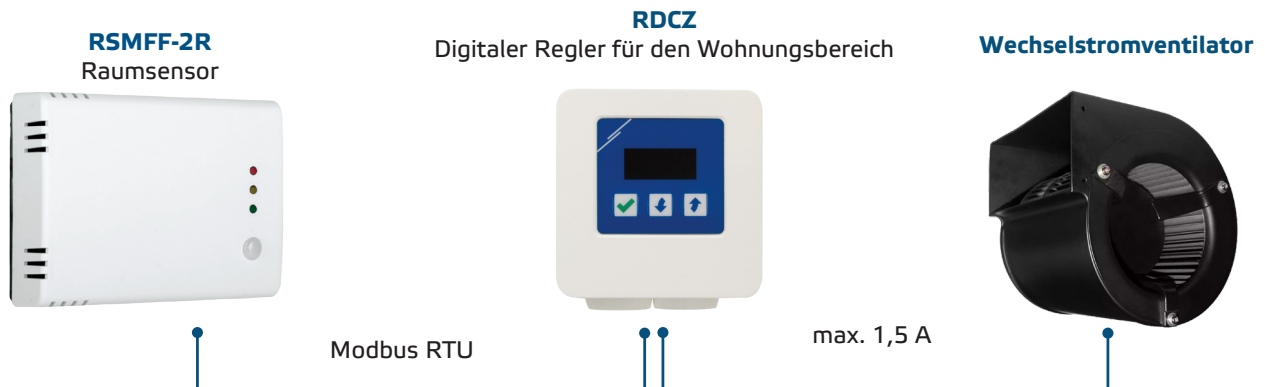 RSMFF-2R
Raumsensor
RDCZ
Digitaler Regler für den Wohnungsbereich
Wechselstromventilator
Modbus RTU
max. 1,5 A